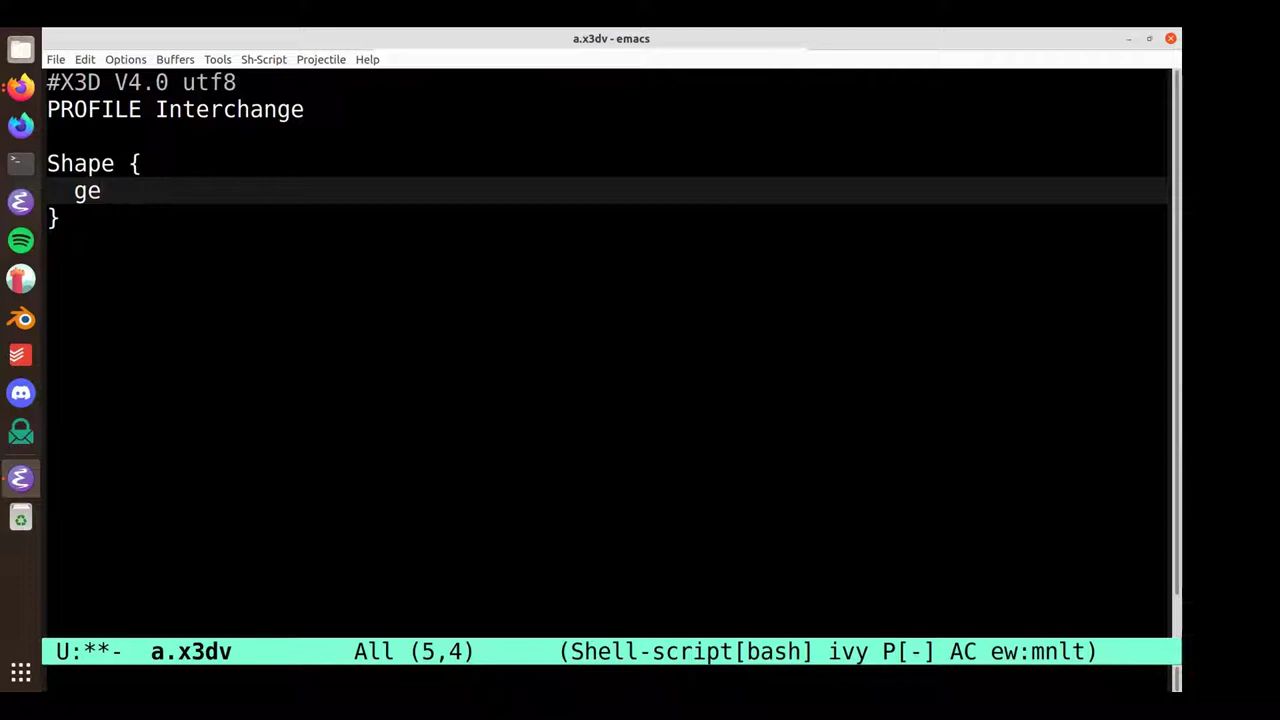 a.x3dv - emacs
File Edit Options Buffers Tools Sh-Script Projectile Help
#X3D V4.0 utf8
PROFILE Interchange
Shape {
ge
}
U:**- a.x3dv All (5,4) (Shell-script[bash] ivy P[-] AC ew:mnlt)